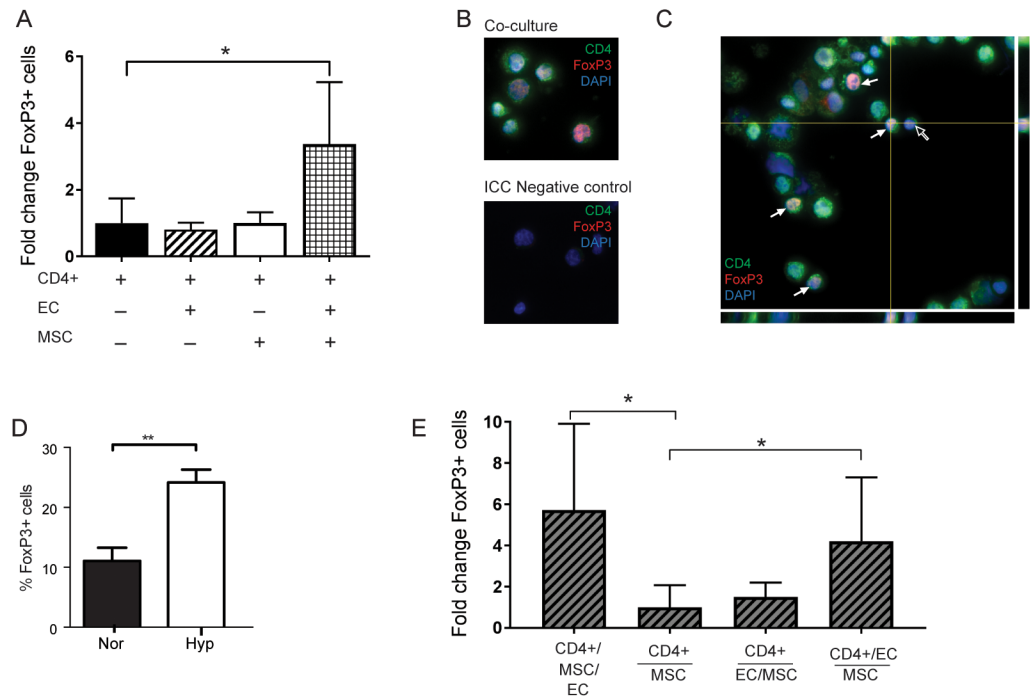 A
*
Fold change FoxP3+ cells
6
4
2
0
CD4+ + + + +
EC – + – +
MSC – – + +
B
Co-culture
CD4
FoxP3
DAPI
ICC Negative control
CD4
FoxP3
DAPI
C
CD4
FoxP3
DAPI
D
**
% FoxP3+ cells
30
20
10
0
Nor Hyp
E
*
*
Fold change FoxP3+ cells
10
8
6
4
2
0
CD4+/ CD4+ CD4+ CD4+/EC
MSC/ MSC EC/MSC MSC
EC